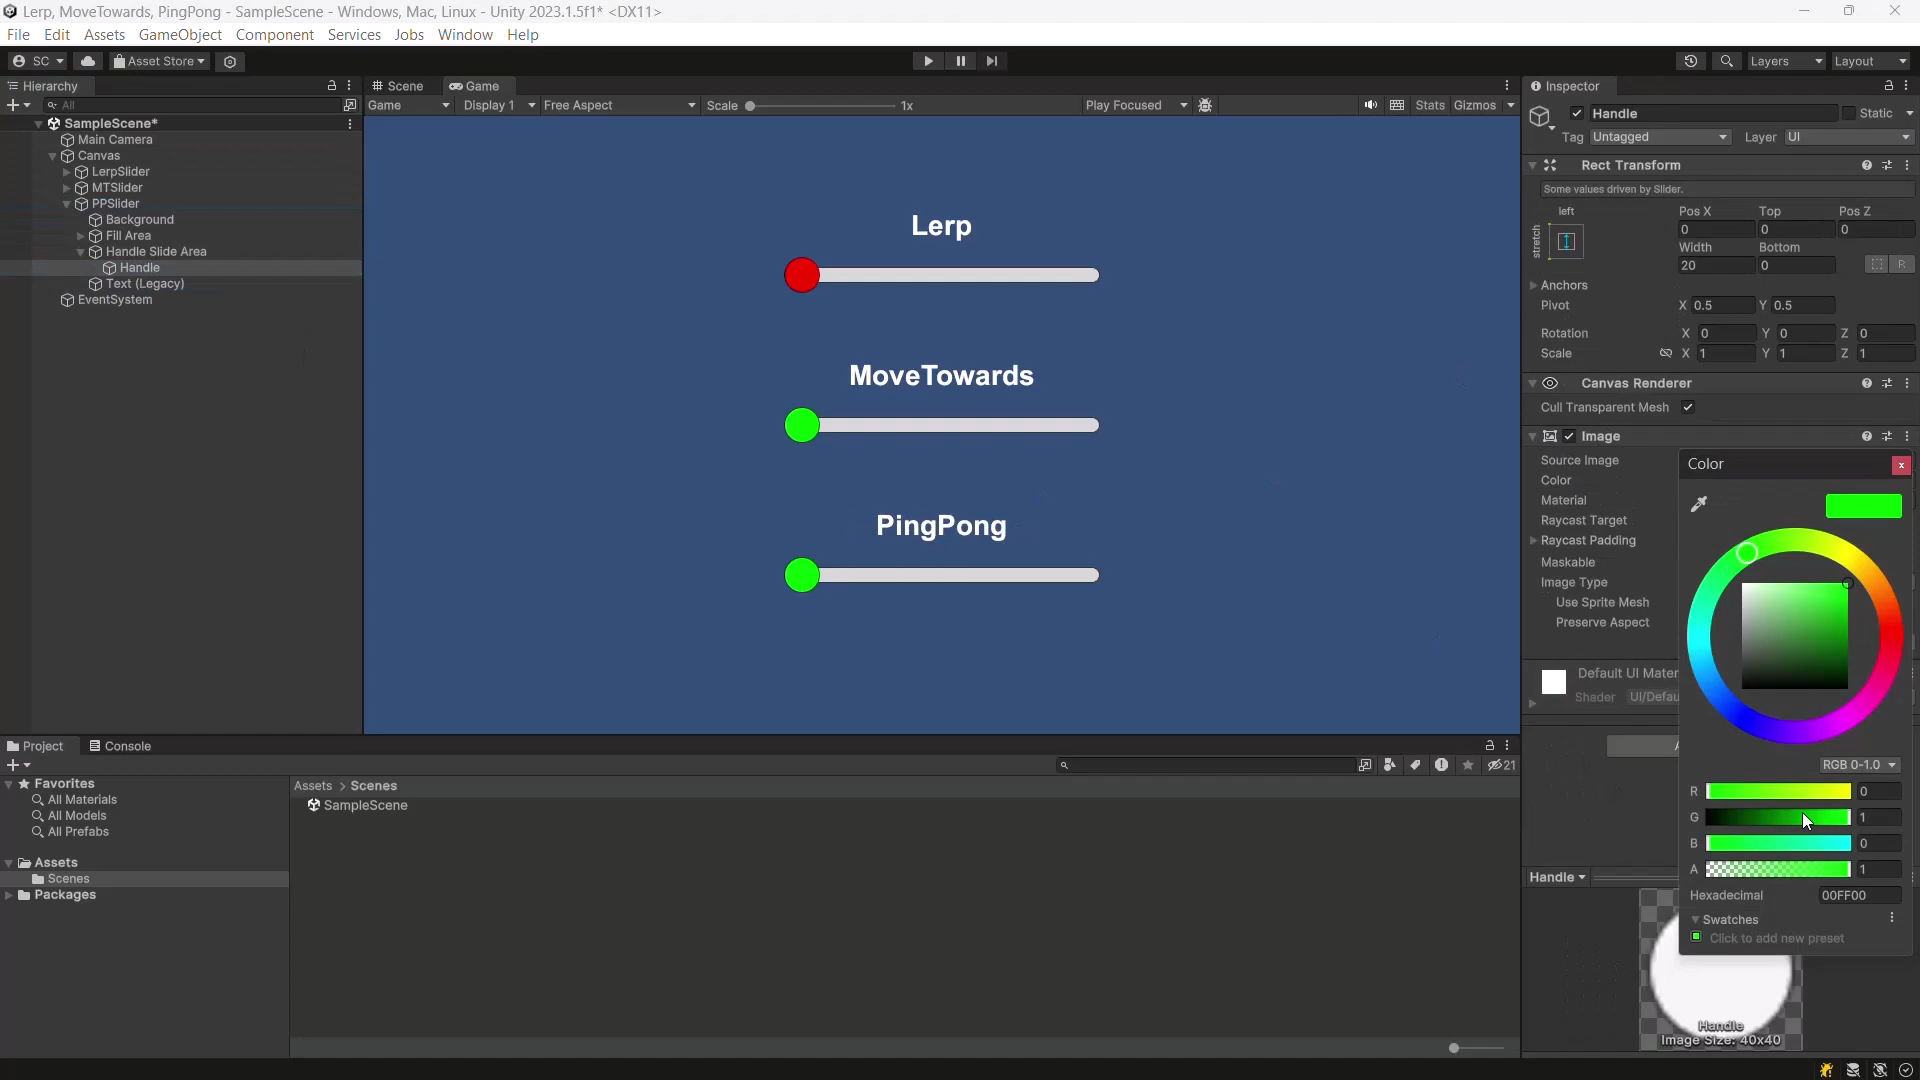 Lerp, MoveTowards, PingPong - SampleScene - Windows, Mac, Linux - Unity 2023.1.5f1* <DX11>
File Edit Assets GameObject Component Services Jobs Window Help
SC Asset Store Layers Layout
Hierarchy
All
SampleScene*
Main Camera
Canvas
LerpSlider
MTSlider
PPSlider
Background
Fill Area
Handle Slide Area
Handle
Text (Legacy)
EventSystem
Scene Game
Game Display 1 Free Aspect Scale 1x Play Focused Stats Gizmos
Lerp
MoveTowards
PingPong
Inspector
Handle Static
Tag Untagged Layer UI
Rect Transform
Some values driven by Slider.
left Pos X Top Pos Z
stretch
0 0 0
Width Bottom
20 0 R
Anchors
Pivot X 0.5 Y 0.5
Rotation X 0 Y 0 Z 0
Scale X 1 Y 1 Z 1
Canvas Renderer
Cull Transparent Mesh
Image
Source Image
Color
Material
Raycast Target
Raycast Padding
Maskable
Image Type
Use Sprite Mesh
Preserve Aspect
Default UI Mater
Shader UI/Defau
Color x
RGB 0-1.0
R 0
G 1
B 0
A 1
Hexadecimal 00FF00
Swatches
Click to add new preset
Handle
Handle
Image Size: 40x40
Project Console
21
Favorites
All Materials
All Models
All Prefabs
Assets
Scenes
Packages
Assets > Scenes
SampleScene